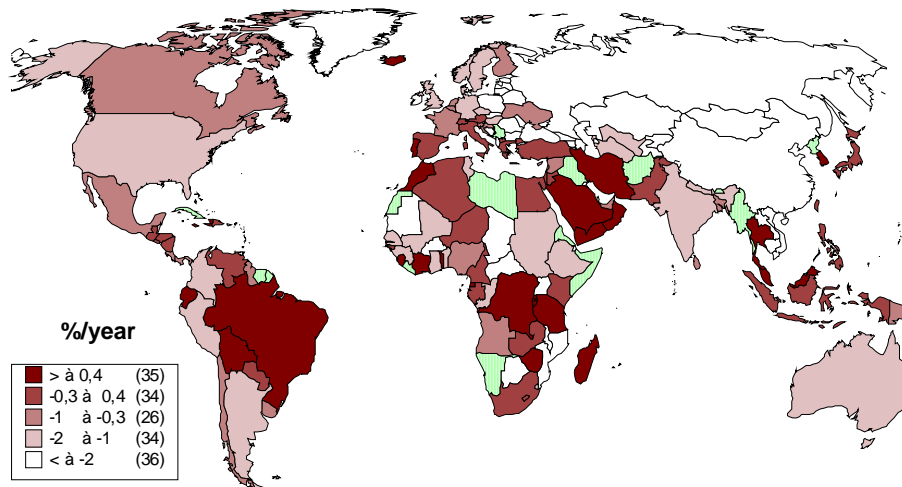 %/year
> à 0,4 (35)
-0,3 à 0,4 (34)
-1 à -0,3 (26)
-2 à -1 (34)
< à -2 (36)